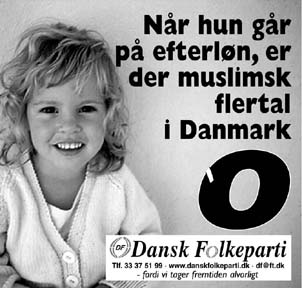 Når hun går
på efterløn, er
der muslimsk
flertal
i Danmark
O
DF Dansk Folkeparti
Tlf. 33 37 51 99 · www.danskfolkeparti.dk · df@ft.dk
- fordi vi tager fremtiden alvorligt